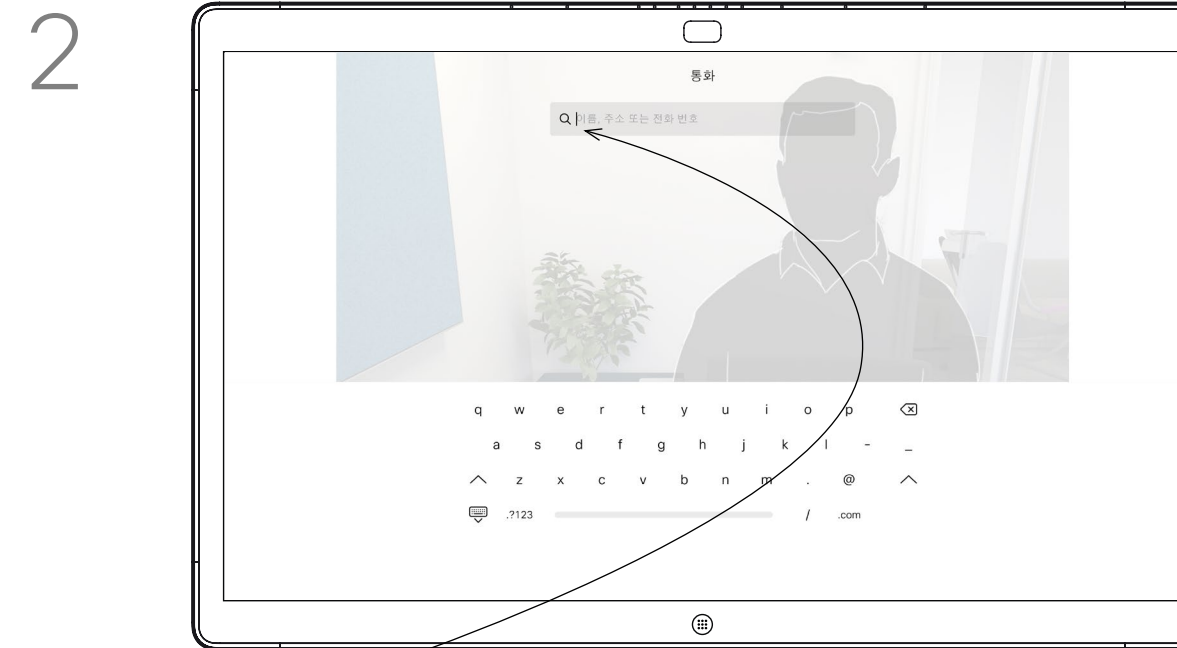 2
통화
이름, 주소 또는 전화 번호
q w e r t y u i o p
a s d f g h j k l - _
z x c v b n m . @
.?123 / .com